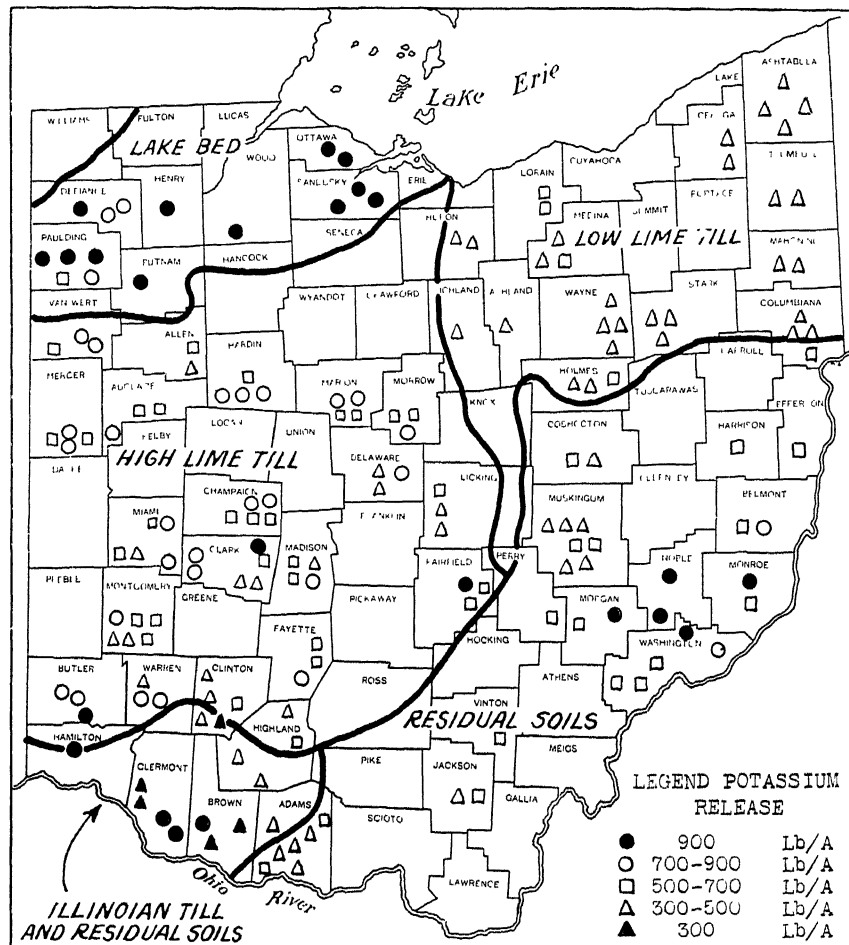 Lake Erie
ASHTABULA
LAKE
WILLIAMS
FULTON
LUCAS
OTTAWA
LAKE BED
WOOD
CUYAHOGA
LORAIN
DEFIANCE
HENRY
SANDUSKY
ERIE
HURON
MEDINA
SUMMIT
PORTAGE
LOW LIME TILL
PAULDING
PUTNAM
HANCOCK
SENECA
MAHONING
VAN WERT
WYANDOT
CRAWFORD
RICHLAND
ASHLAND
WAYNE
STARK
COLUMBIANA
ALLEN
HARDIN
MERCER
AUGLAIZE
MARION
MORROW
HOLMES
CARROLL
KNOX
TUSCARAWAS
JEFFERSON
LOGAN
UNION
COSHOCTON
HARRISON
HIGH LIME TILL
DELAWARE
LICKING
MUSKINGUM
BELMONT
CHAMPAIGN
MIAMI
FRANKLIN
CLARK
MADISON
FAIRFIELD
PERRY
NOBLE
MONROE
PREBLE
MONTGOMERY
GREENE
PICKAWAY
MORGAN
FAYETTE
HOCKING
WASHINGTON
BUTLER
WARREN
CLINTON
ROSS
ATHENS
VINTON
HAMILTON
HIGHLAND
RESIDUAL SOILS
MEIGS
CLERMONT
PIKE
JACKSON
BROWN
ADAMS
SCIOTO
GALLIA
LAWRENCE
Ohio River
ILLINOIAN TILL
AND RESIDUAL SOILS
LEGEND POTASSIUM
RELEASE
900 Lb/A
700-900 Lb/A
500-700 Lb/A
300-500 Lb/A
300 Lb/A